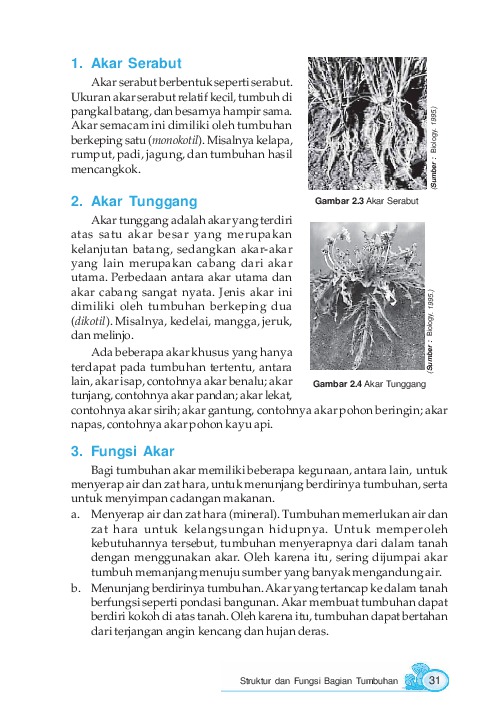 1. Akar Serabut
Akar serabut berbentuk seperti serabut.
Ukuran akar serabut relatif kecil, tumbuh di
pangkal batang, dan besarnya hampir sama.
Akar semacam ini dimiliki oleh tumbuhan
berkeping satu (monokotil). Misalnya kelapa,
rumput, padi, jagung, dan tumbuhan hasil
mencangkok.
(Sumber : Biology, 1995.)
Gambar 2.3 Akar Serabut
2. Akar Tunggang
Akar tunggang adalah akar yang terdiri
atas satu akar besar yang merupakan
kelanjutan batang, sedangkan akar-akar
yang lain merupakan cabang dari akar
utama. Perbedaan antara akar utama dan
akar cabang sangat nyata. Jenis akar ini
dimiliki oleh tumbuhan berkeping dua
(dikotil). Misalnya, kedelai, mangga, jeruk,
dan melinjo.
(Sumber : Biology, 1995.)
Gambar 2.4 Akar Tunggang
Ada beberapa akar khusus yang hanya
terdapat pada tumbuhan tertentu, antara
lain, akar isap, contohnya akar benalu; akar
tunjang, contohnya akar pandan; akar lekat,
contohnya akar sirih; akar gantung, contohnya akar pohon beringin; akar
napas, contohnya akar pohon kayu api.
3. Fungsi Akar
Bagi tumbuhan akar memiliki beberapa kegunaan, antara lain, untuk
menyerap air dan zat hara, untuk menunjang berdirinya tumbuhan, serta
untuk menyimpan cadangan makanan.
a. Menyerap air dan zat hara (mineral). Tumbuhan memerlukan air dan
zat hara untuk kelangsungan hidupnya. Untuk memperoleh
kebutuhannya tersebut, tumbuhan menyerapnya dari dalam tanah
dengan menggunakan akar. Oleh karena itu, sering dijumpai akar
tumbuh memanjang menuju sumber yang banyak mengandung air.
b. Menunjang berdirinya tumbuhan. Akar yang tertancap ke dalam tanah
berfungsi seperti pondasi bangunan. Akar membuat tumbuhan dapat
berdiri kokoh di atas tanah. Oleh karena itu, tumbuhan dapat bertahan
dari terjangan angin kencang dan hujan deras.
Struktur dan Fungsi Bagian Tumbuhan 31